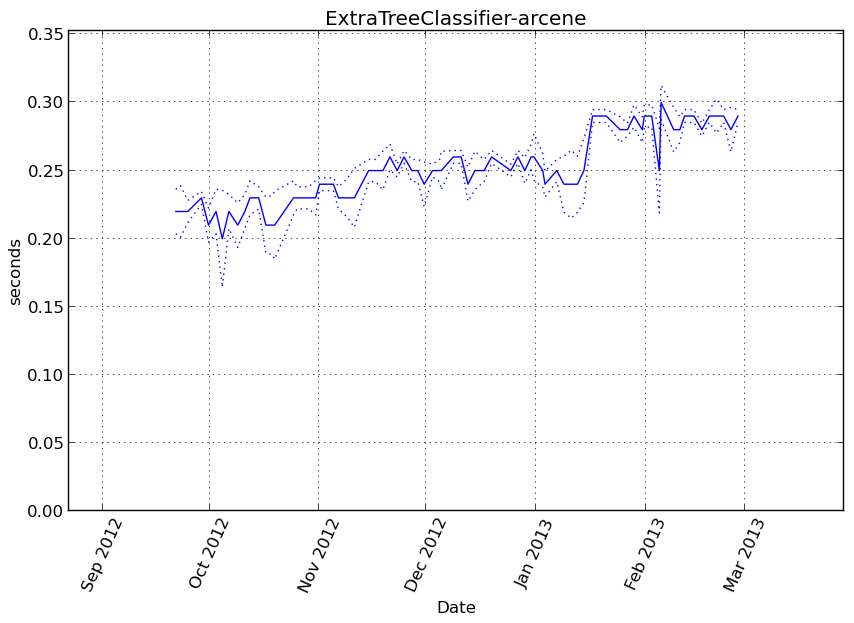 ExtraTreeClassifier-arcene
0.35
0.30
0.25
0.20
0.15
0.10
0.05
0.00
seconds
Sep 2012
Oct 2012
Nov 2012
Dec 2012
Jan 2013
Feb 2013
Mar 2013
Date